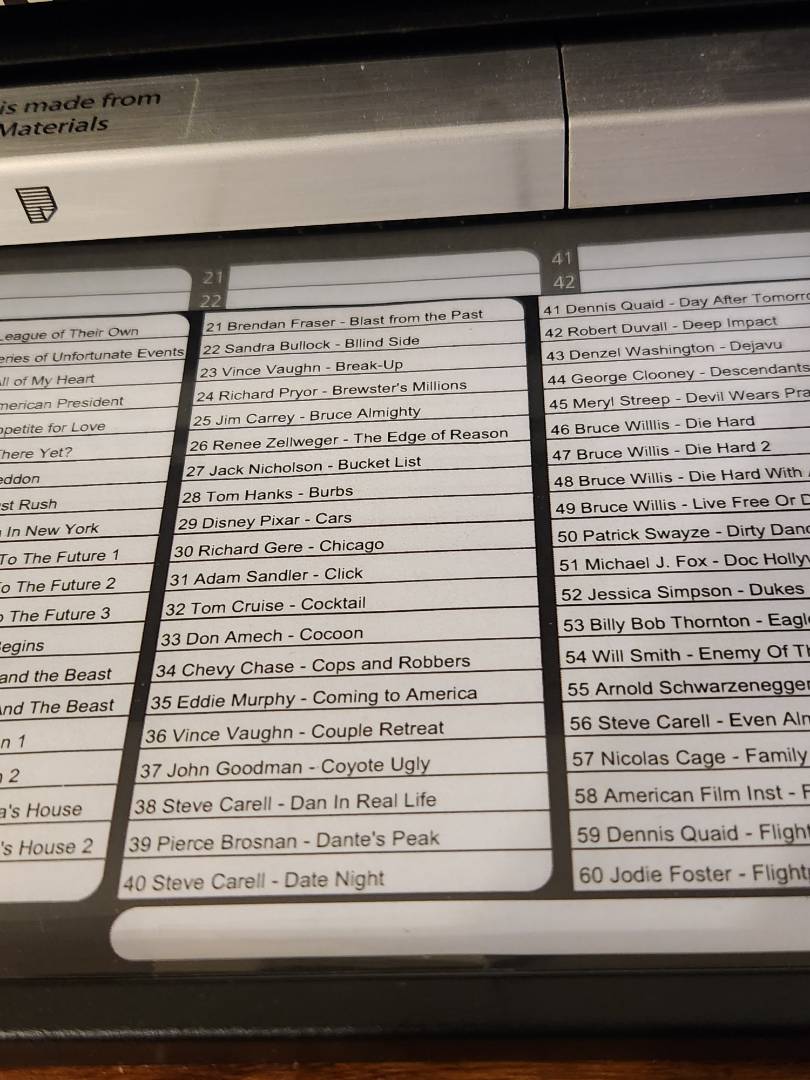 is made from
Materials
21
22
41
42
League of Their Own
eries of Unfortunate Events
All of My Heart
merican President
ppetite for Love
There Yet?
eddon
st Rush
In New York
To The Future 1
o The Future 2
The Future 3
Begins
and the Beast
And The Beast
n 1
2
a's House
's House 2
21 Brendan Fraser - Blast from the Past
22 Sandra Bullock - Bllind Side
23 Vince Vaughn - Break-Up
24 Richard Pryor - Brewster's Millions
25 Jim Carrey - Bruce Almighty
26 Renee Zellweger - The Edge of Reason
27 Jack Nicholson - Bucket List
28 Tom Hanks - Burbs
29 Disney Pixar - Cars
30 Richard Gere - Chicago
31 Adam Sandler - Click
32 Tom Cruise - Cocktail
33 Don Amech - Cocoon
34 Chevy Chase - Cops and Robbers
35 Eddie Murphy - Coming to America
36 Vince Vaughn - Couple Retreat
37 John Goodman - Coyote Ugly
38 Steve Carell - Dan In Real Life
39 Pierce Brosnan - Dante's Peak
40 Steve Carell - Date Night
41 Dennis Quaid - Day After Tomorro
42 Robert Duvall - Deep Impact
43 Denzel Washington - Dejavu
44 George Clooney - Descendants
45 Meryl Streep - Devil Wears Pra
46 Bruce Willlis - Die Hard
47 Bruce Willis - Die Hard 2
48 Bruce Willis - Die Hard With
49 Bruce Willis - Live Free Or D
50 Patrick Swayze - Dirty Danc
51 Michael J. Fox - Doc Holly
52 Jessica Simpson - Dukes
53 Billy Bob Thornton - Eagl
54 Will Smith - Enemy Of Th
55 Arnold Schwarzenegger
56 Steve Carell - Even Alm
57 Nicolas Cage - Family
58 American Film Inst - F
59 Dennis Quaid - Flight
60 Jodie Foster - Flight